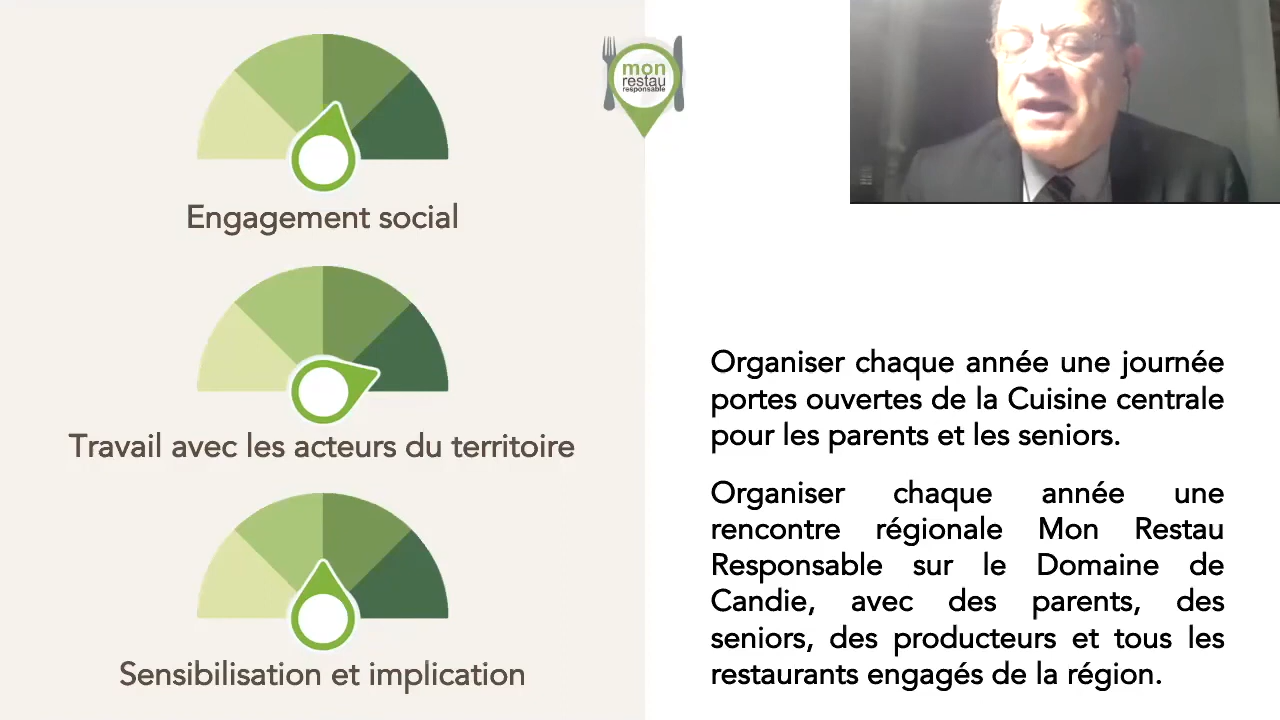 mon
restau
responsable
Engagement social
Travail avec les acteurs du territoire
Sensibilisation et implication
Organiser chaque année une journée
portes ouvertes de la Cuisine centrale
pour les parents et les seniors.
Organiser chaque année une
rencontre régionale Mon Restau
Responsable sur le Domaine de
Candie, avec des parents, des
seniors, des producteurs et tous les
restaurants engagés de la région.